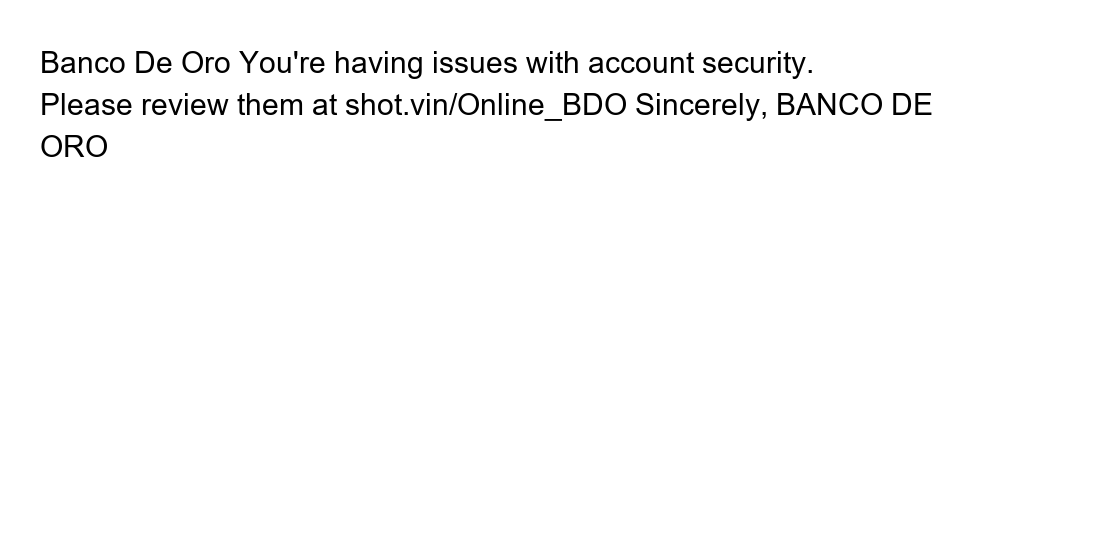 Banco De Oro You're having issues with account security.
Please review them at shot.vin/Online_BDO Sincerely, BANCO DE
ORO